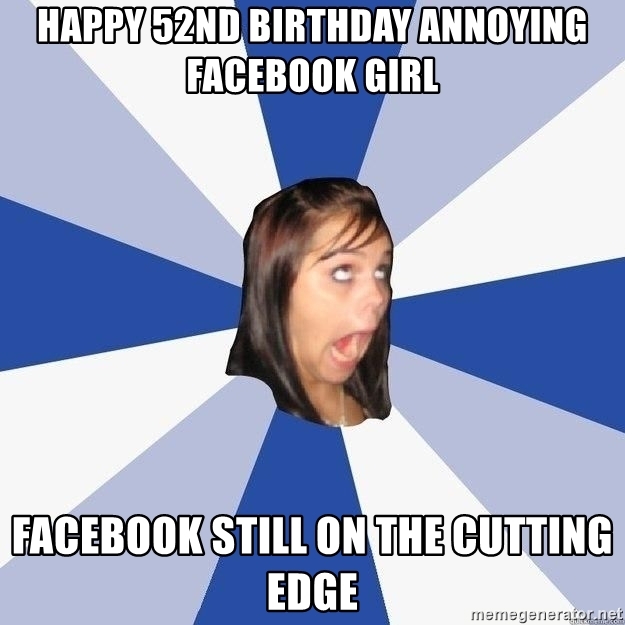 HAPPY 52ND BIRTHDAY ANNOYING
FACEBOOK GIRL
FACEBOOK STILL ON THE CUTTING
EDGE
memegenerator.net